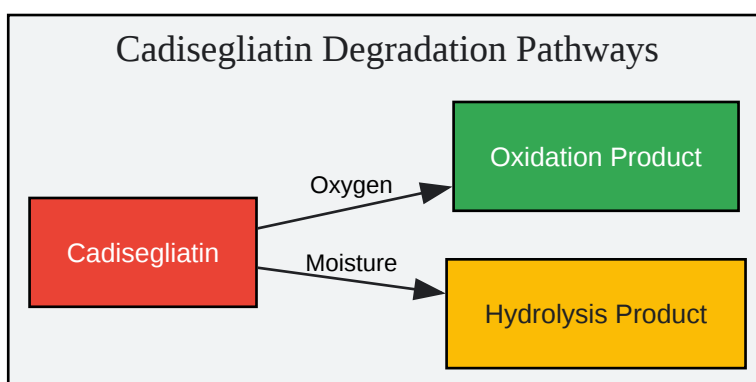 Cadisegliatin Degradation Pathways
Oxidation Product
Oxygen
Cadisegliatin
Moisture
Hydrolysis Product